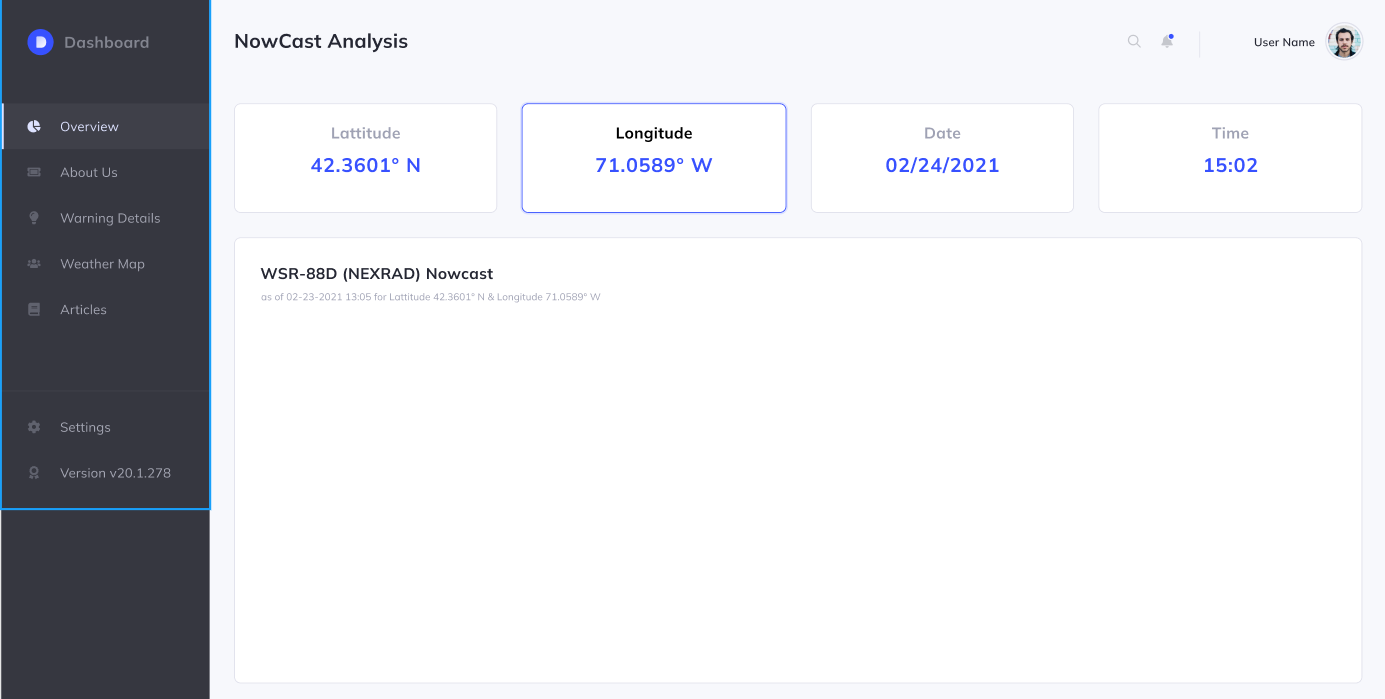 D
Dashboard
Overview
About Us
Warning Details
Weather Map
Articles
Settings
Version v20.1.278
NowCast Analysis
User Name
Lattitude
42.3601° N
Longitude
71.0589° W
Date
02/24/2021
Time
15:02
WSR-88D (NEXRAD) Nowcast
as of 02-23-2021 13:05 for Lattitude 42.3601° N & Longitude 71.0589° W